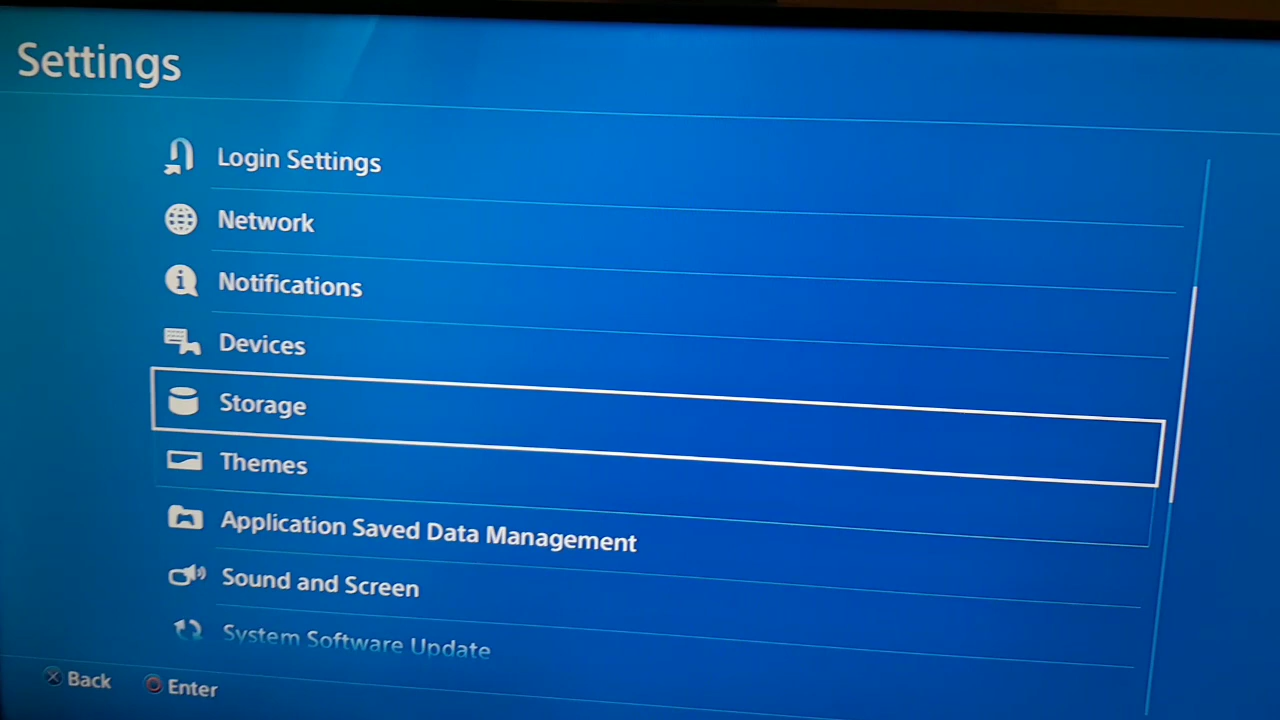 Settings
Login Settings
Network
Notifications
Devices
Storage
Themes
Application Saved Data Management
Sound and Screen
System Software Update
Back
Enter